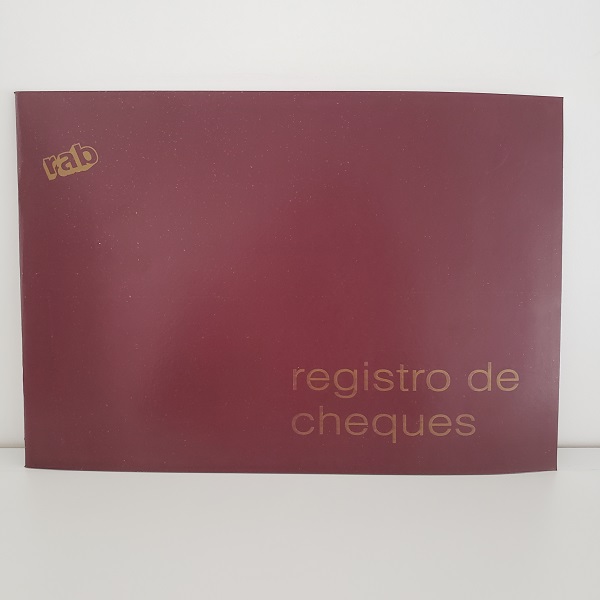 rab
registro de
cheques